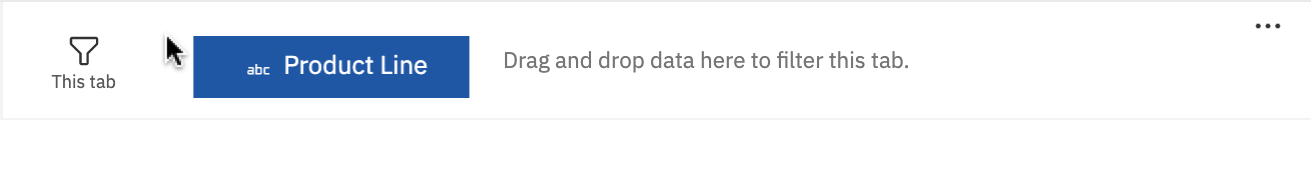 This tab
abc Product Line
Drag and drop data here to filter this tab.